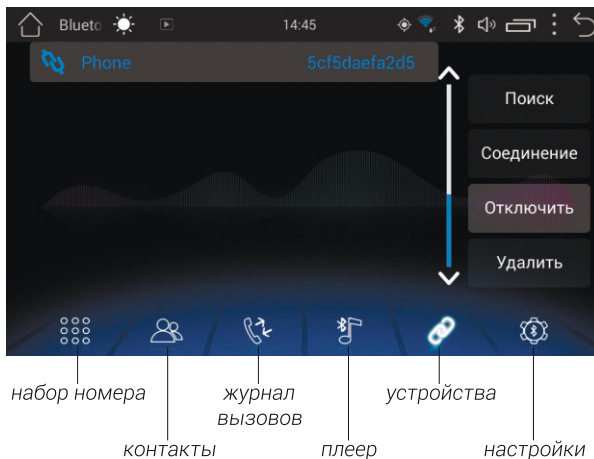 Blueto 14:45
Phone 5cf5daefa2d5
Поиск
Соединение
Отключить
Удалить
набор номера
журнал
вызовов
устройства
контакты
плеер
настройки